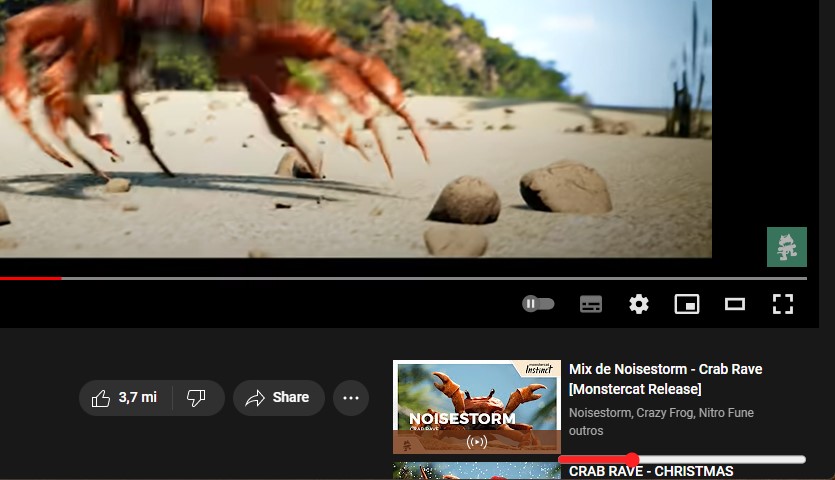 3,7 mi
Share
monstercat
Instinct
NOISESTORM
CRAB RAVE
Mix de Noisestorm - Crab Rave
[Monstercat Release]
Noisestorm, Crazy Frog, Nitro Fune
outros
CRAB RAVE - CHRISTMAS